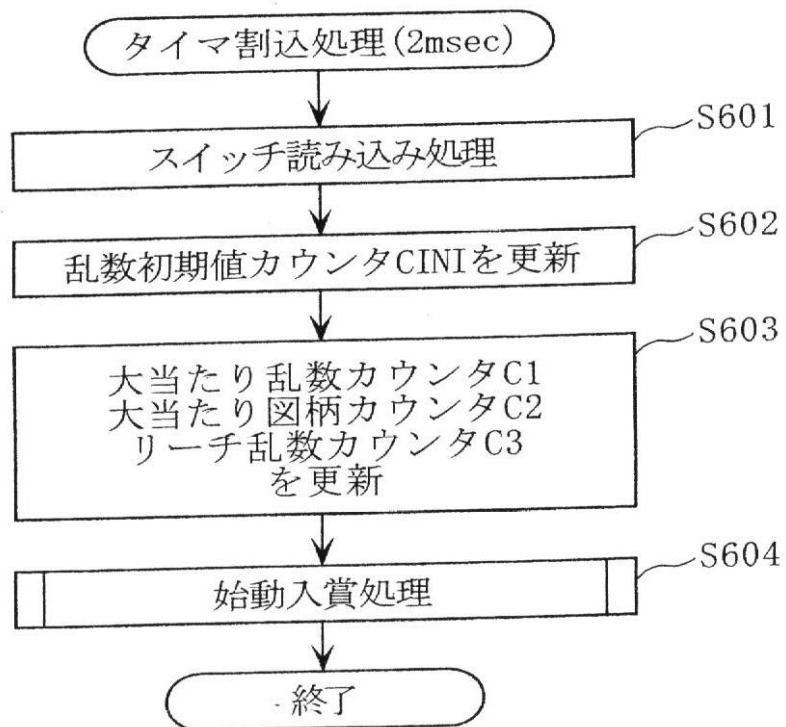 タイマ割込処理(2msec)
S601
スイッチ読み込み処理
S602
乱数初期値カウンタCINIを更新
S603
大当たり乱数カウンタC1
大当たり図柄カウンタC2
リーチ乱数カウンタC3
を更新
S604
始動入賞処理
終了